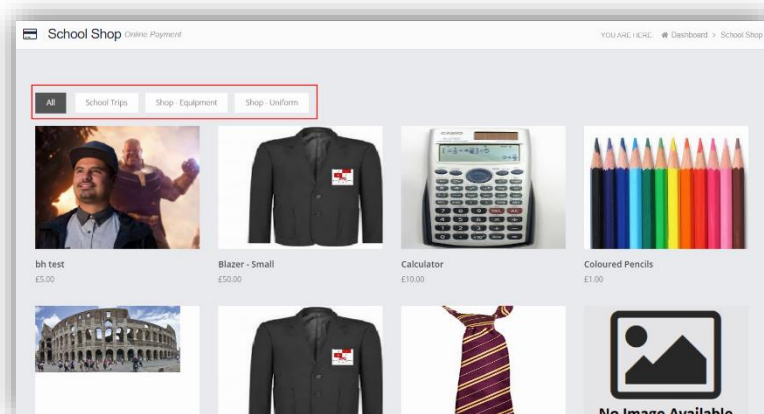 School Shop Online Payment
YOU ARE HERE: Dashboard > School Shop
All School Trips Shop - Equipment Shop - Uniform
CASIO
bh test
£5.00
Blazer - Small
£50.00
Calculator
£10.00
Coloured Pencils
£1.00
No Image Available